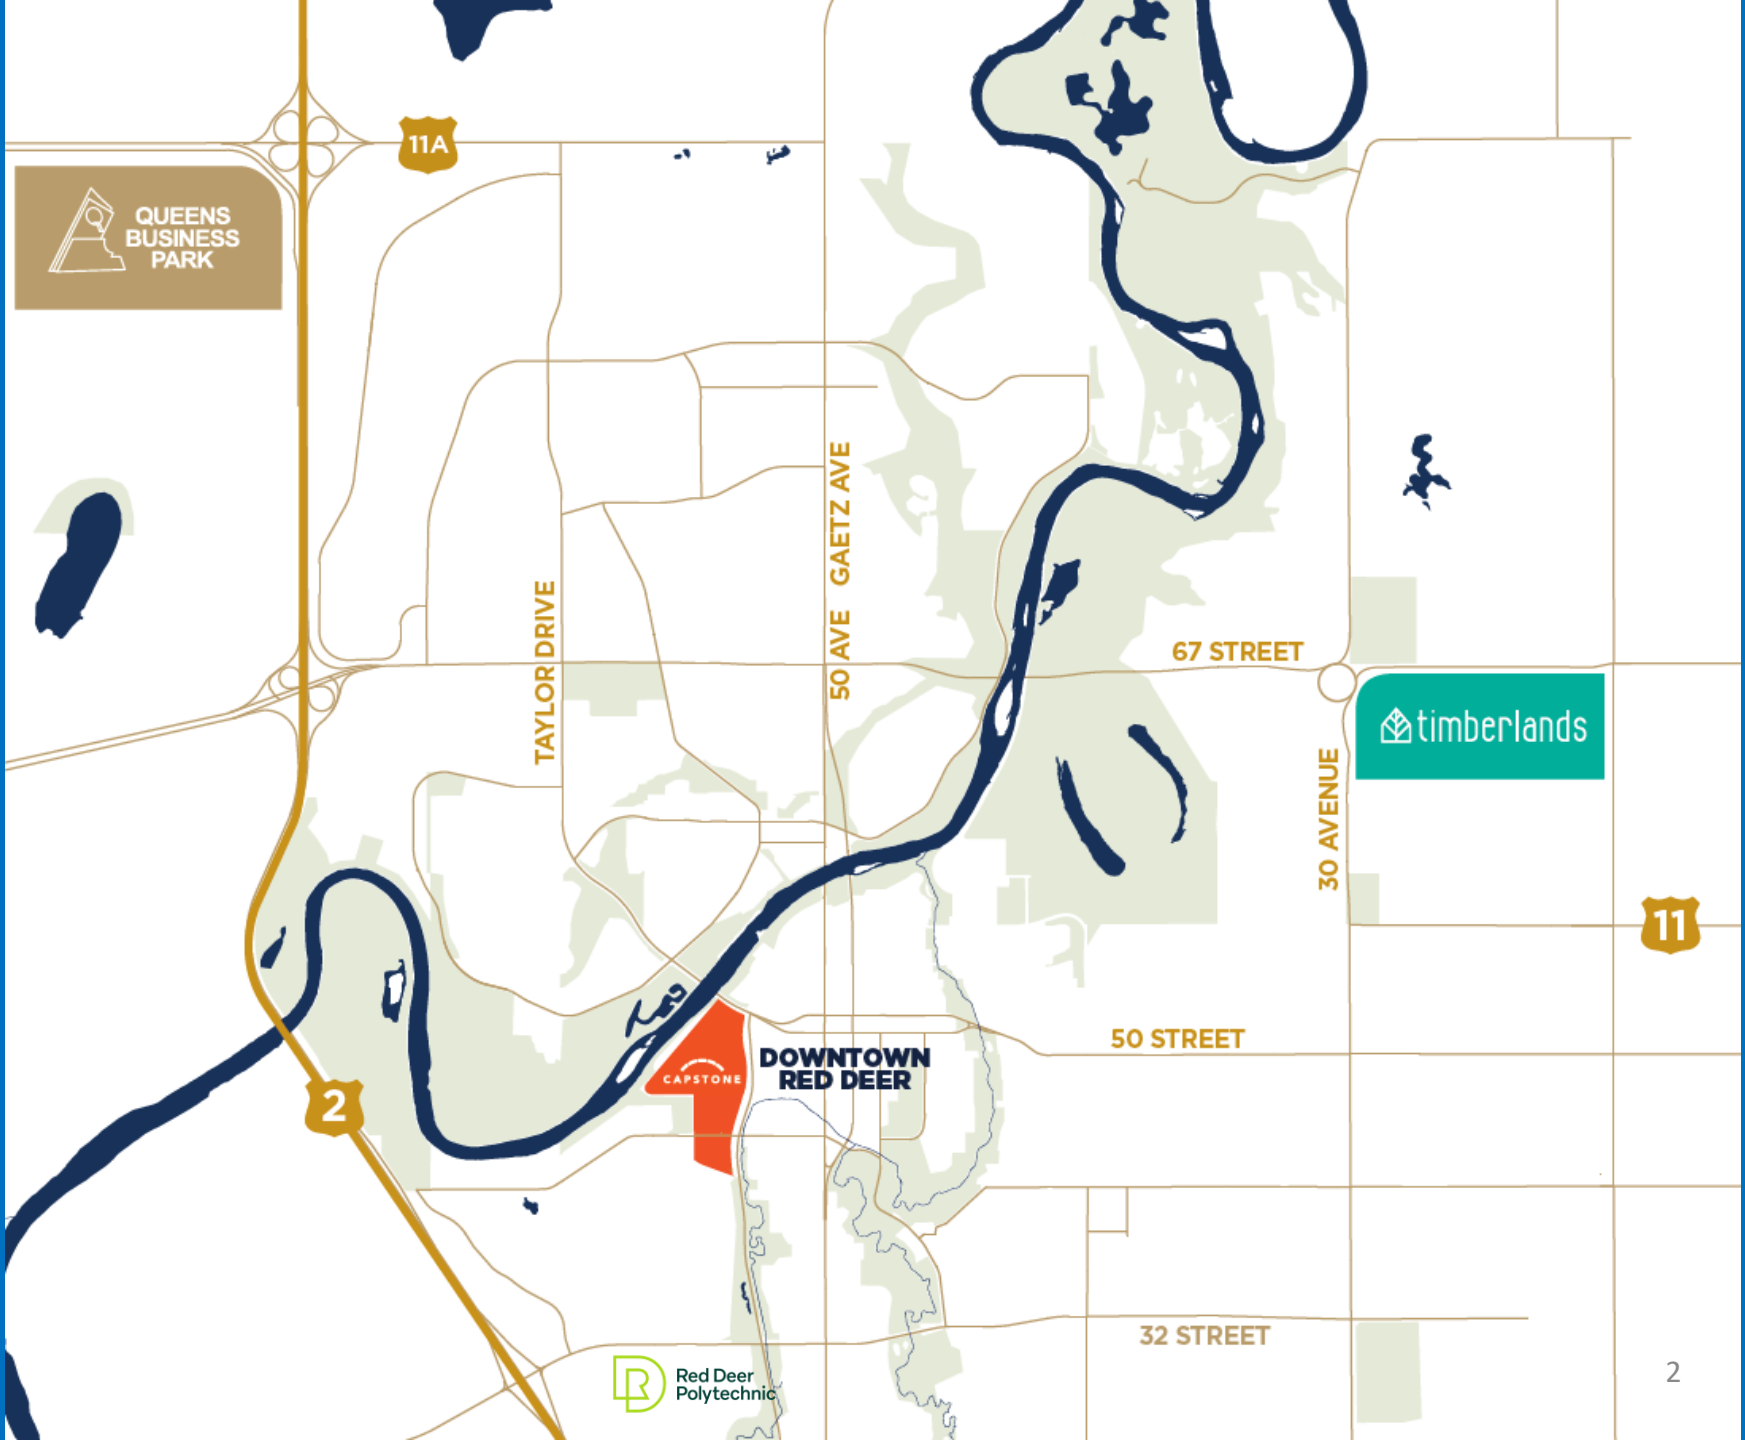 11A
QUEENS
BUSINESS
PARK
50 AVE GAETZ AVE
TAYLOR DRIVE
67 STREET
timberlands
30 AVENUE
11
50 STREET
DOWNTOWN
RED DEER
CAPSTONE
2
32 STREET
Red Deer
Polytechnic
2